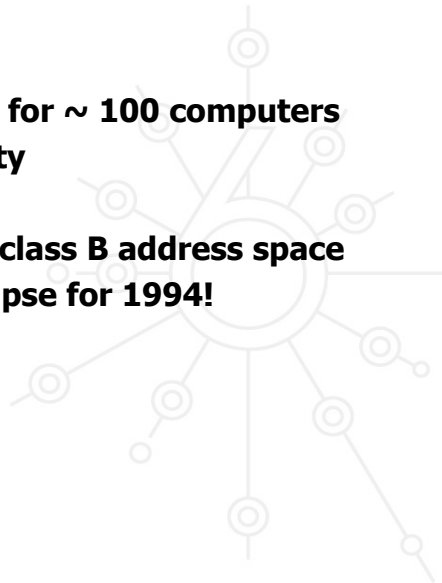 for ~ 100 computers
ty
class B address space
pse for 1994!